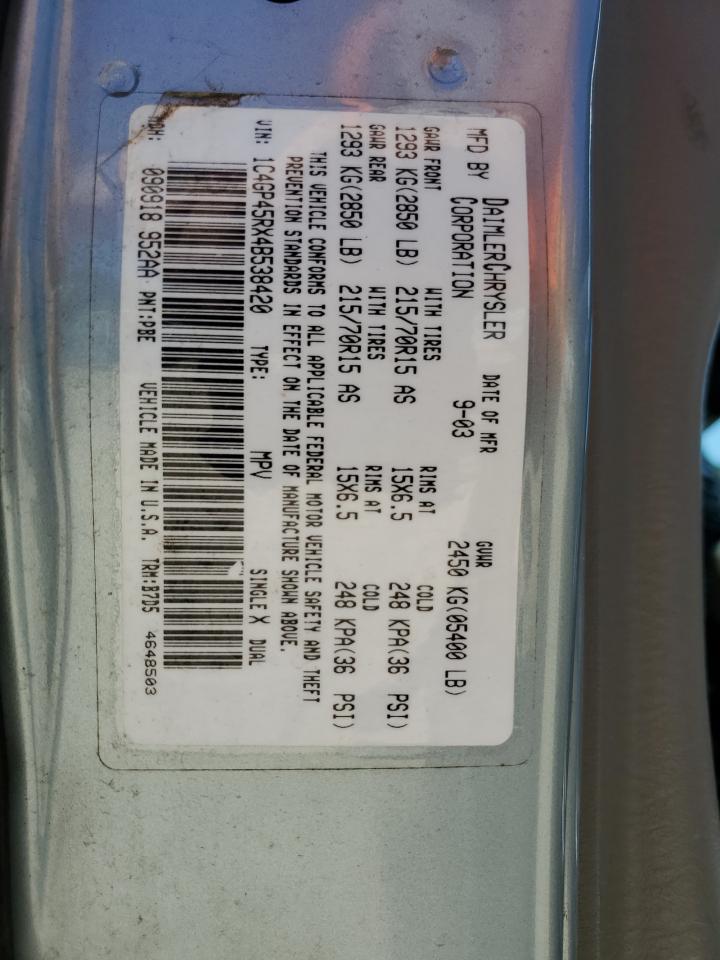 MFD BY DAIMLERCHRYSLER DATE OF MFR GVWR
CORPORATION 9-03 2450 KG(05400 LB)
GAWR FRONT WITH TIRES RIMS AT COLD
1293 KG(2850 LB) 215/70R15 AS 15X6.5 248 KPA(36 PSI)
GAWR REAR WITH TIRES RIMS AT COLD
1293 KG(2850 LB) 215/70R15 AS 15X6.5 248 KPA(36 PSI)
THIS VEHICLE CONFORMS TO ALL APPLICABLE FEDERAL MOTOR VEHICLE SAFETY AND THEFT
PREVENTION STANDARDS IN EFFECT ON THE DATE OF MANUFACTURE SHOWN ABOVE.
VIN: 1C4GP45RX4B538420 TYPE: MPV SINGLE X DUAL
MDH: 090918 952AA PNT:PBE VEHICLE MADE IN U.S.A. TRM:B7D5 4648503